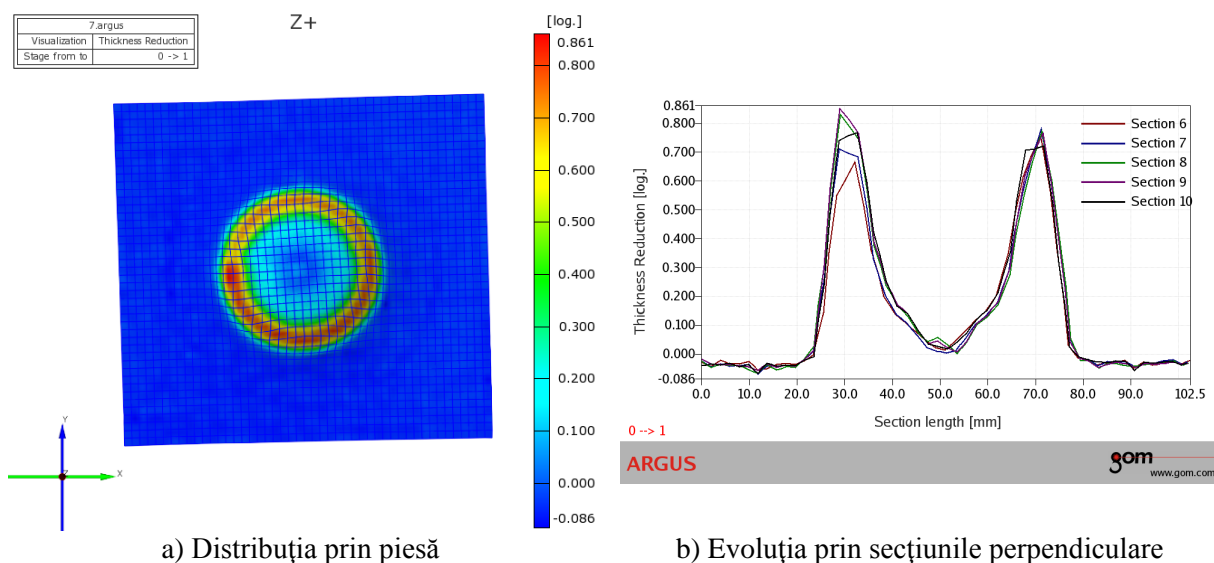 7.argus
Visualization Thickness Reduction
Stage from to 0 -> 1
Z+
[log.]
0.861
0.800
0.700
0.600
0.500
0.400
0.300
0.200
0.100
0.000
-0.086
Y
Z
X
a) Distribuția prin piesă
0.861
0.800
0.700
0.600
0.500
0.400
0.300
0.200
0.100
0.000
-0.086
Thickness Reduction [log.]
Section 6
Section 7
Section 8
Section 9
Section 10
0.0 10.0 20.0 30.0 40.0 50.0 60.0 70.0 80.0 90.0 102.5
Section length [mm]
0 --> 1
ARGUS
gom
www.gom.com
b) Evoluția prin secțiunile perpendiculare